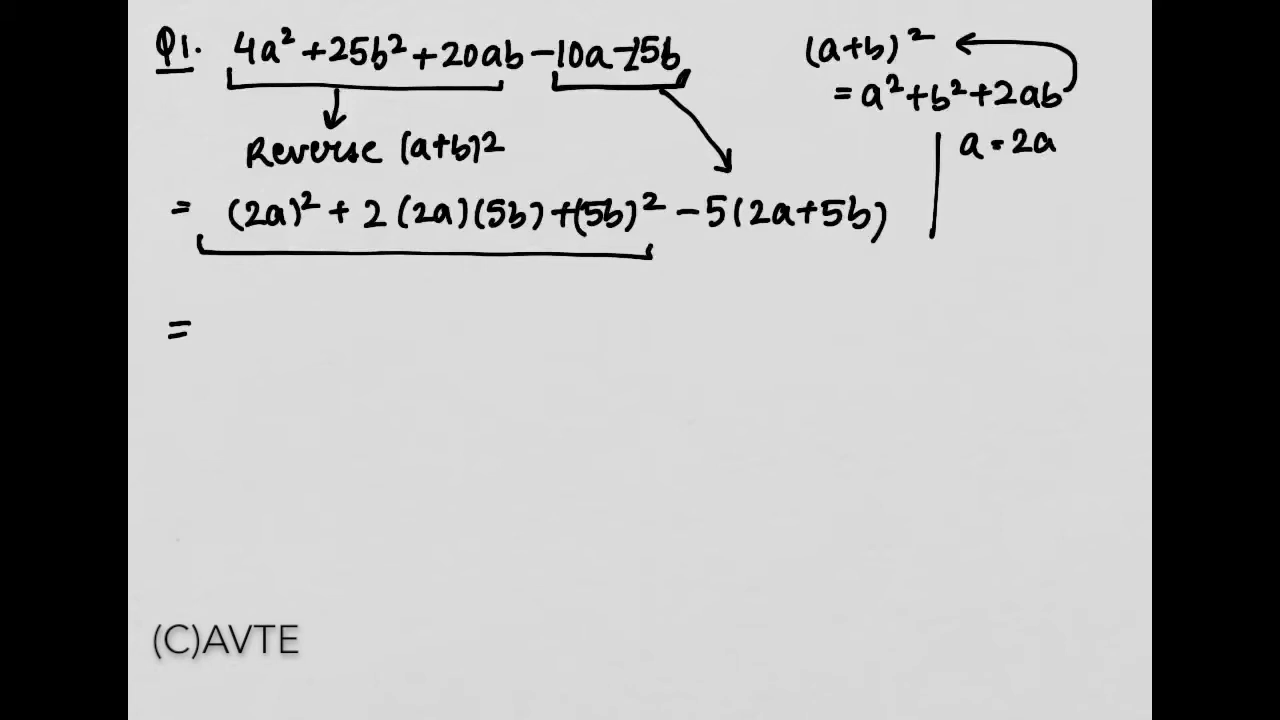 Q1. 4a² + 25b² + 20ab - 10a - 25b
Reverse (a+b)²
= (2a)² + 2(2a)(5b) + (5b)² - 5(2a+5b)
=
(a+b)²
= a² + b² + 2ab
a = 2a
(C)AVTE